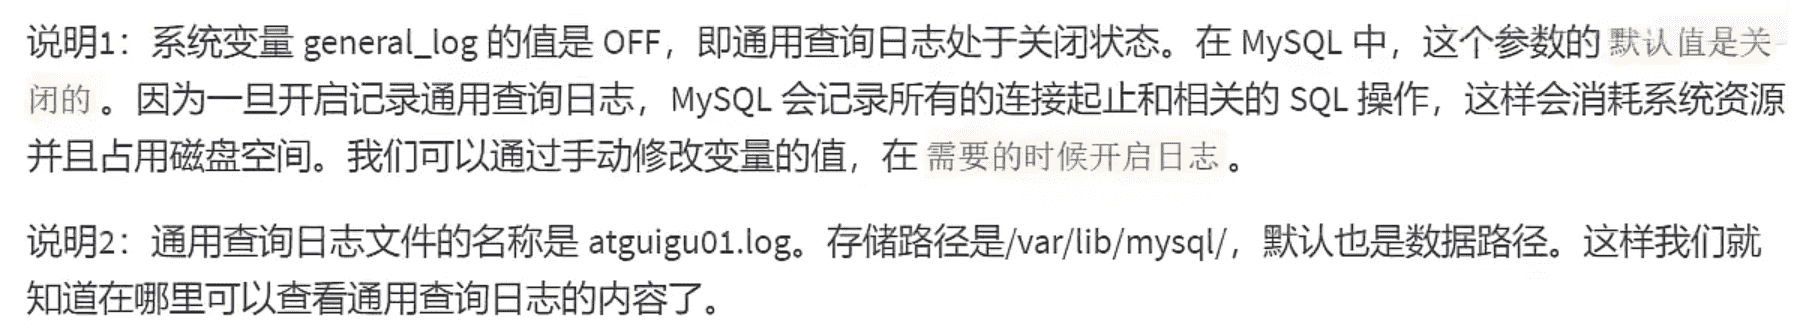 说明1：系统变量 general_log 的值是 OFF，即通用查询日志处于关闭状态。在 MySQL 中，这个参数的 默认值是关
闭的 。因为一旦开启记录通用查询日志，MySQL 会记录所有的连接起止和相关的 SQL 操作，这样会消耗系统资源
并且占用磁盘空间。我们可以通过手动修改变量的值，在 需要的时候开启日志 。
说明2：通用查询日志文件的名称是 atguigu01.log。存储路径是/var/lib/mysql/，默认也是数据路径。这样我们就
知道在哪里可以查看通用查询日志的内容了。